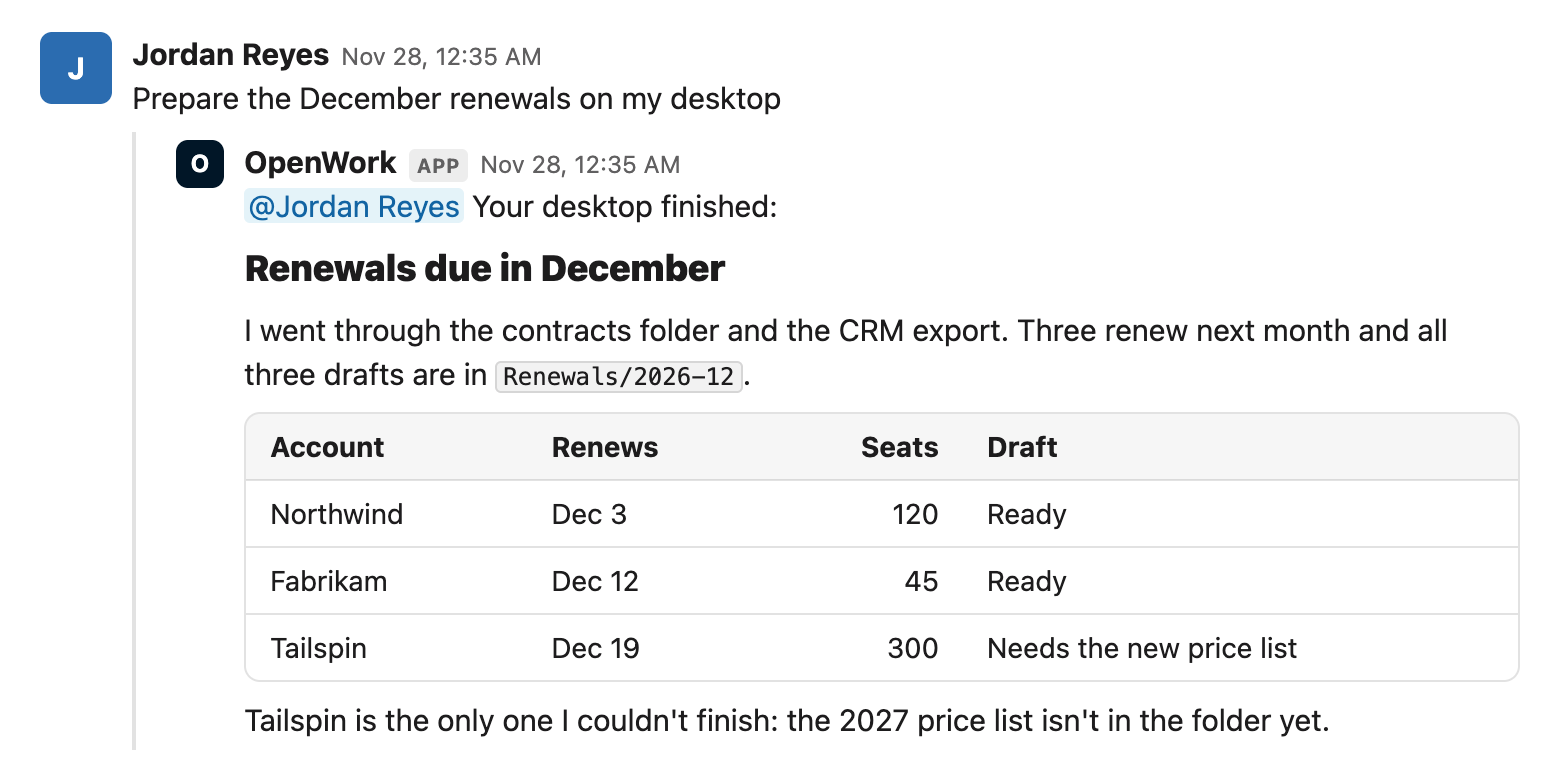 J
Jordan Reyes Nov 28, 12:35 AM
Prepare the December renewals on my desktop
O
OpenWork APP Nov 28, 12:35 AM
@Jordan Reyes Your desktop finished:
Renewals due in December
I went through the contracts folder and the CRM export. Three renew next month and all
three drafts are in Renewals/2026-12.
Account Renews Seats Draft
Northwind Dec 3 120 Ready
Fabrikam Dec 12 45 Ready
Tailspin Dec 19 300 Needs the new price list
Tailspin is the only one I couldn't finish: the 2027 price list isn't in the folder yet.